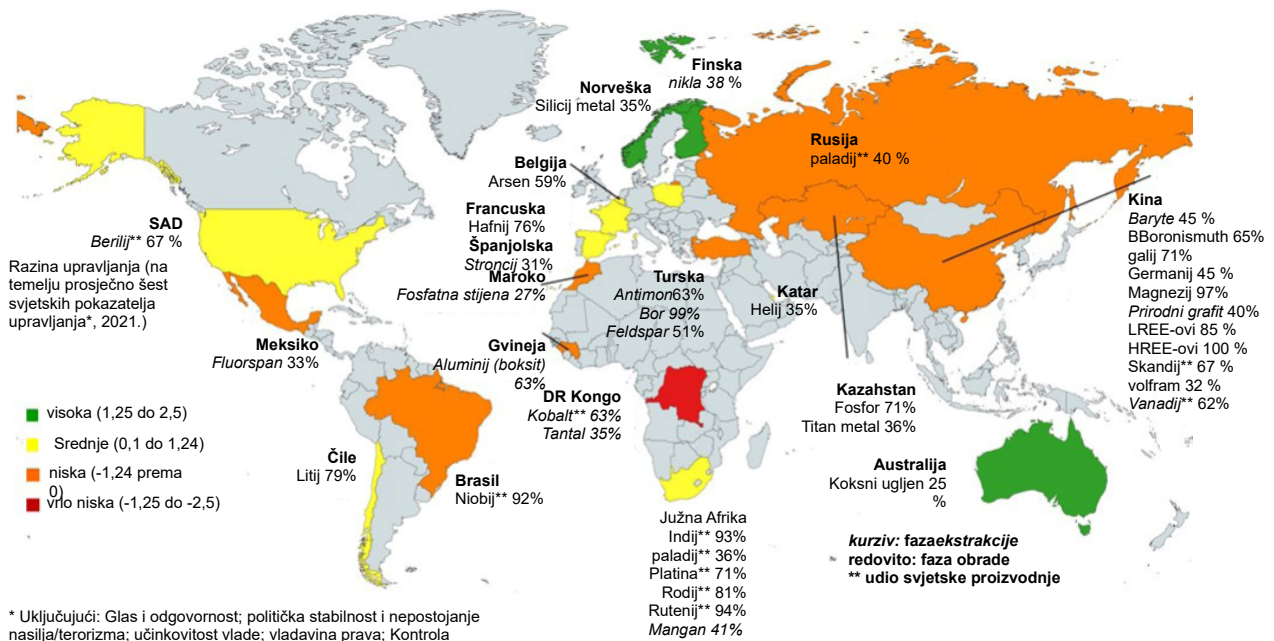 Finska
nikla 38 %
Norveška
Silicij metal 35%
Rusija
paladij** 40 %
Belgija
Arsen 59%
Francuska
Hafnij 76%
Španjolska
Stroncij 31%
Maroko
Fosfatna stijena 27%
SAD
Berilij** 67 %
Razina upravljanja (na
temelju prosječno šest
svjetskih pokazatelja
upravljanja*, 2021.)
Turska
Antimon63%
Bor 99%
Feldspar 51%
Katar
Helij 35%
Kina
Baryte 45 %
BBoronismuth 65%
galij 71%
Germanij 45 %
Magnezij 97%
Prirodni grafit 40%
LREE-ovi 85 %
HREE-ovi 100 %
Skandij** 67 %
volfram 32 %
Vanadij** 62%
Meksiko
Fluorspan 33%
Gvineja
Aluminij (boksit)
63%
DR Kongo
Kobalt** 63%
Tantal 35%
Kazahstan
Fosfor 71%
Titan metal 36%
visoka (1,25 do 2,5)
Srednje (0,1 do 1,24)
niska (-1,24 prema
0)
vrlo niska (-1,25 do -2,5)
Čile
Litij 79%
Brasil
Niobij** 92%
Australija
Koksni ugljen 25
%
Južna Afrika
Indij** 93%
paladij** 36%
Platina** 71%
Rodij** 81%
Rutenij** 94%
Mangan 41%
kurziv: fazaekstrakcije
redovito: faza obrade
** udio svjetske proizvodnje
* Uključujući: Glas i odgovornost; politička stabilnost i nepostojanje
nasilja/terorizma; učinkovitost vlade; vladavina prava; Kontrola